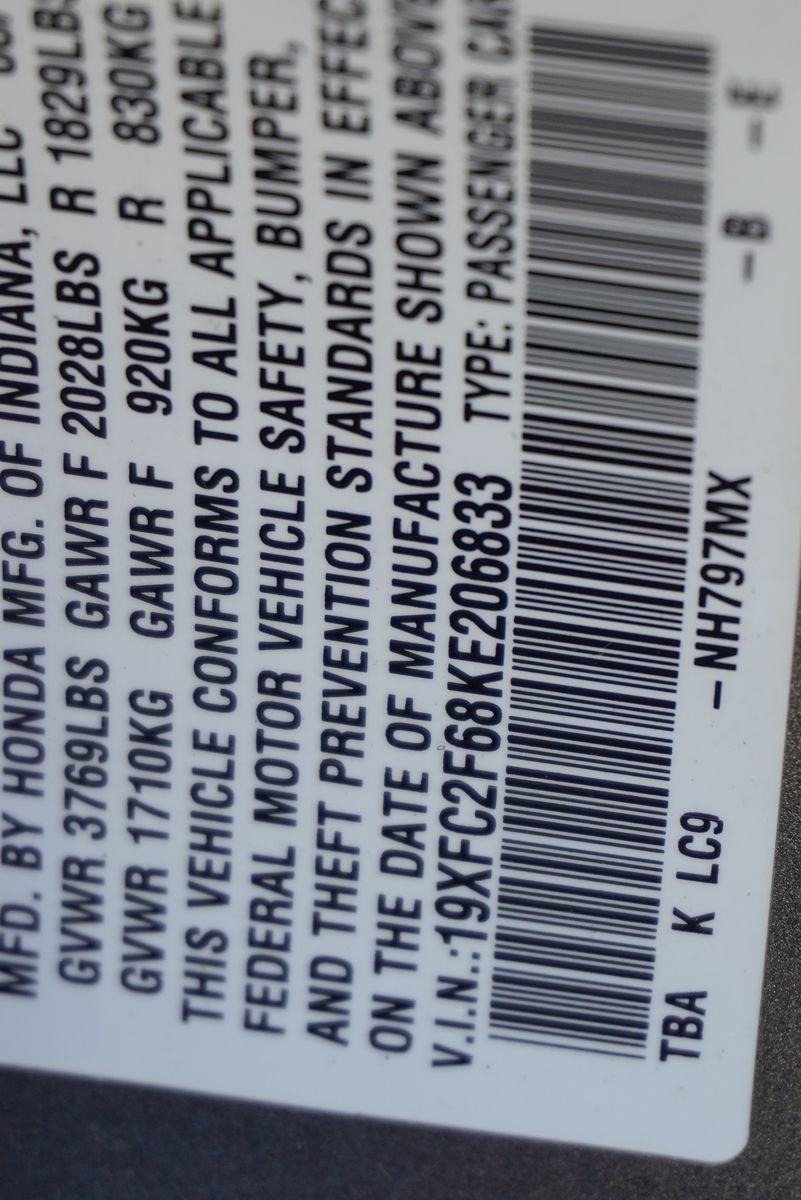 MFD. BY HONDA MFG. OF INDIANA, LLC
GVWR 3769LBS GAWR F 2028LBS R 1829LBS
GVWR 1710KG GAWR F 920KG R 830KG
THIS VEHICLE CONFORMS TO ALL APPLICABLE
FEDERAL MOTOR VEHICLE SAFETY, BUMPER,
AND THEFT PREVENTION STANDARDS IN EFFEC
ON THE DATE OF MANUFACTURE SHOWN ABOVE
V.I.N.:19XFC2F68KE206833 TYPE: PASSENGER CAR
TBA K LC9 -NH797MX -B -E